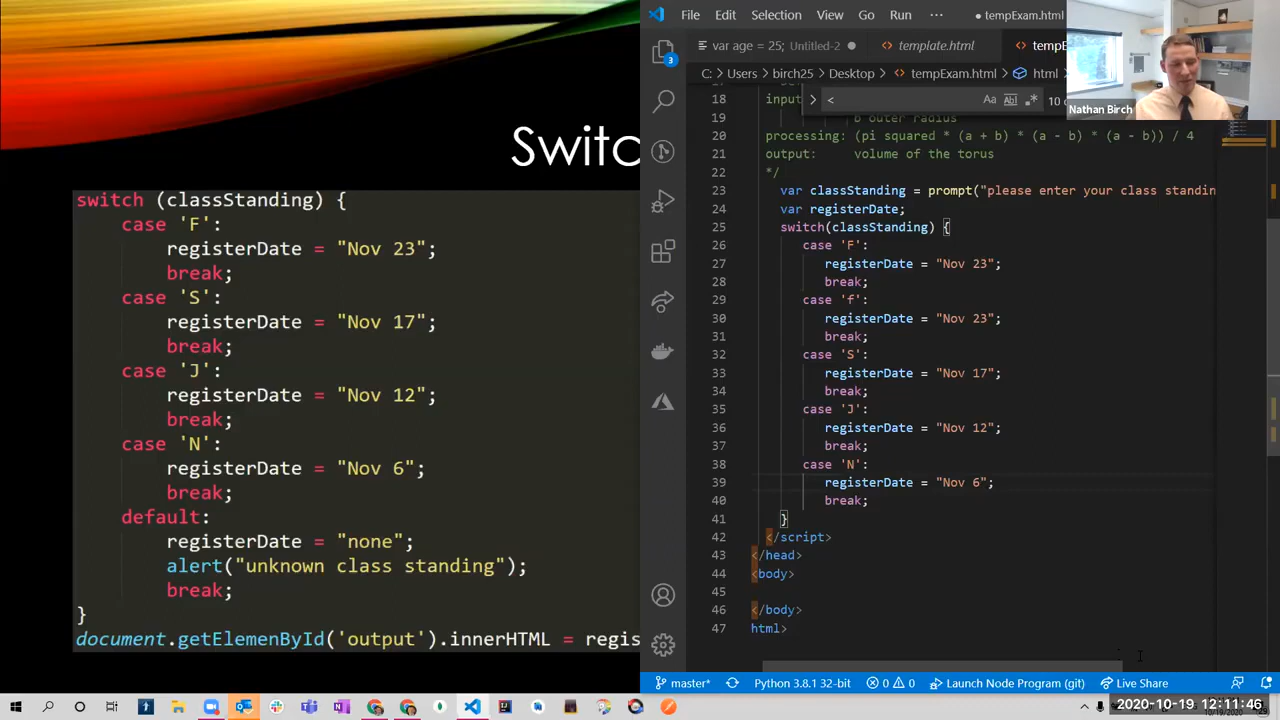 Switc
switch (classStanding) {
case 'F':
registerDate = "Nov 23";
break;
case 'S':
registerDate = "Nov 17";
break;
case 'J':
registerDate = "Nov 12";
break;
case 'N':
registerDate = "Nov 6";
break;
default:
registerDate = "none";
alert("unknown class standing");
break;
}
document.getElemenById('output').innerHTML = regis
File Edit Selection View Go Run ··· ● tempExam.html
var age = 25; Untitled-2 ● template.html tempE
C: > Users > birch25 > Desktop > tempExam.html > html >
3
< Aa Abl .* 10
Nathan Birch
18 input
19 b outer radius
20 processing: (pi squared * (a + b) * (a - b) * (a - b)) / 4
21 output: volume of the torus
22 */
23 var classStanding = prompt("please enter your class standin
24 var registerDate;
25 switch(classStanding) {
26 case 'F':
27 registerDate = "Nov 23";
28 break;
29 case 'f':
30 registerDate = "Nov 23";
31 break;
32 case 'S':
33 registerDate = "Nov 17";
34 break;
35 case 'J':
36 registerDate = "Nov 12";
37 break;
38 case 'N':
39 registerDate = "Nov 6";
40 break;
41 }
42 </script>
43 </head>
44 <body>
45
46 </body>
47 html>
master* Python 3.8.1 32-bit 0 0 Launch Node Program (git) Live Share
2020-10-19 12:11:46